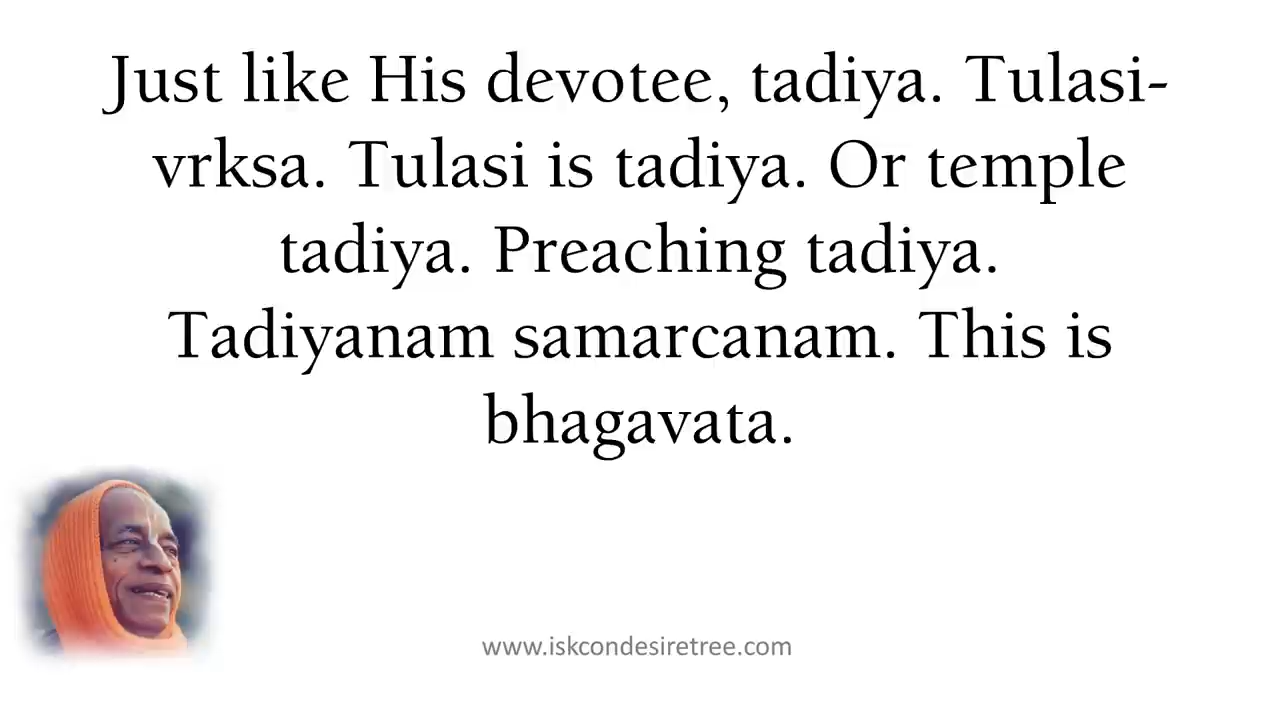 Just like His devotee, tadiya. Tulasi-
vrksa. Tulasi is tadiya. Or temple
tadiya. Preaching tadiya.
Tadiyanam samarcanam. This is
bhagavata.
www.iskcondesiretree.com